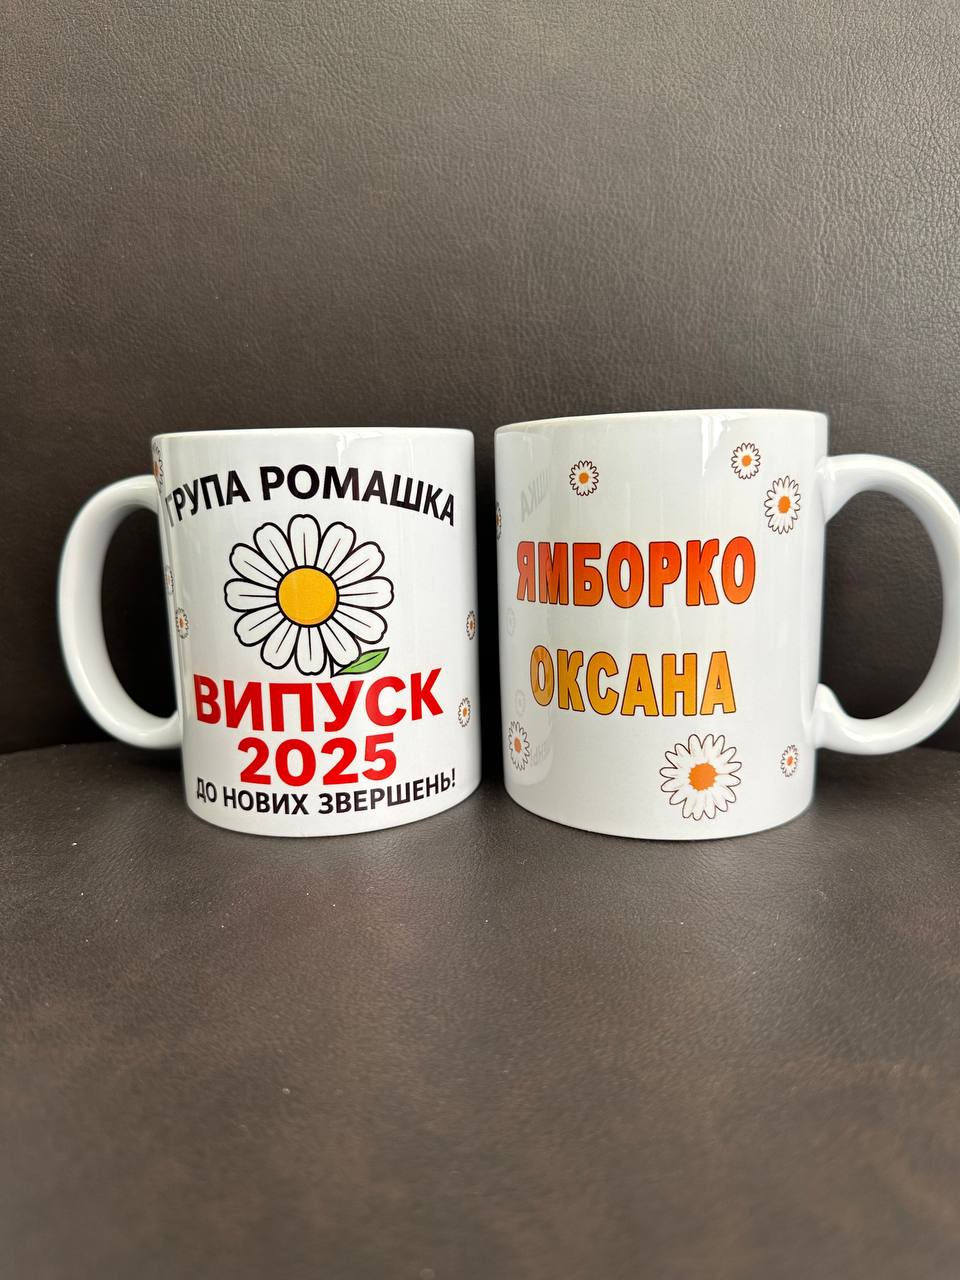 ГРУПА РОМАШКА
ВИПУСК
2025
ДО НОВИХ ЗВЕРШЕНЬ!
ЯМБОРКО
ОКСАНА